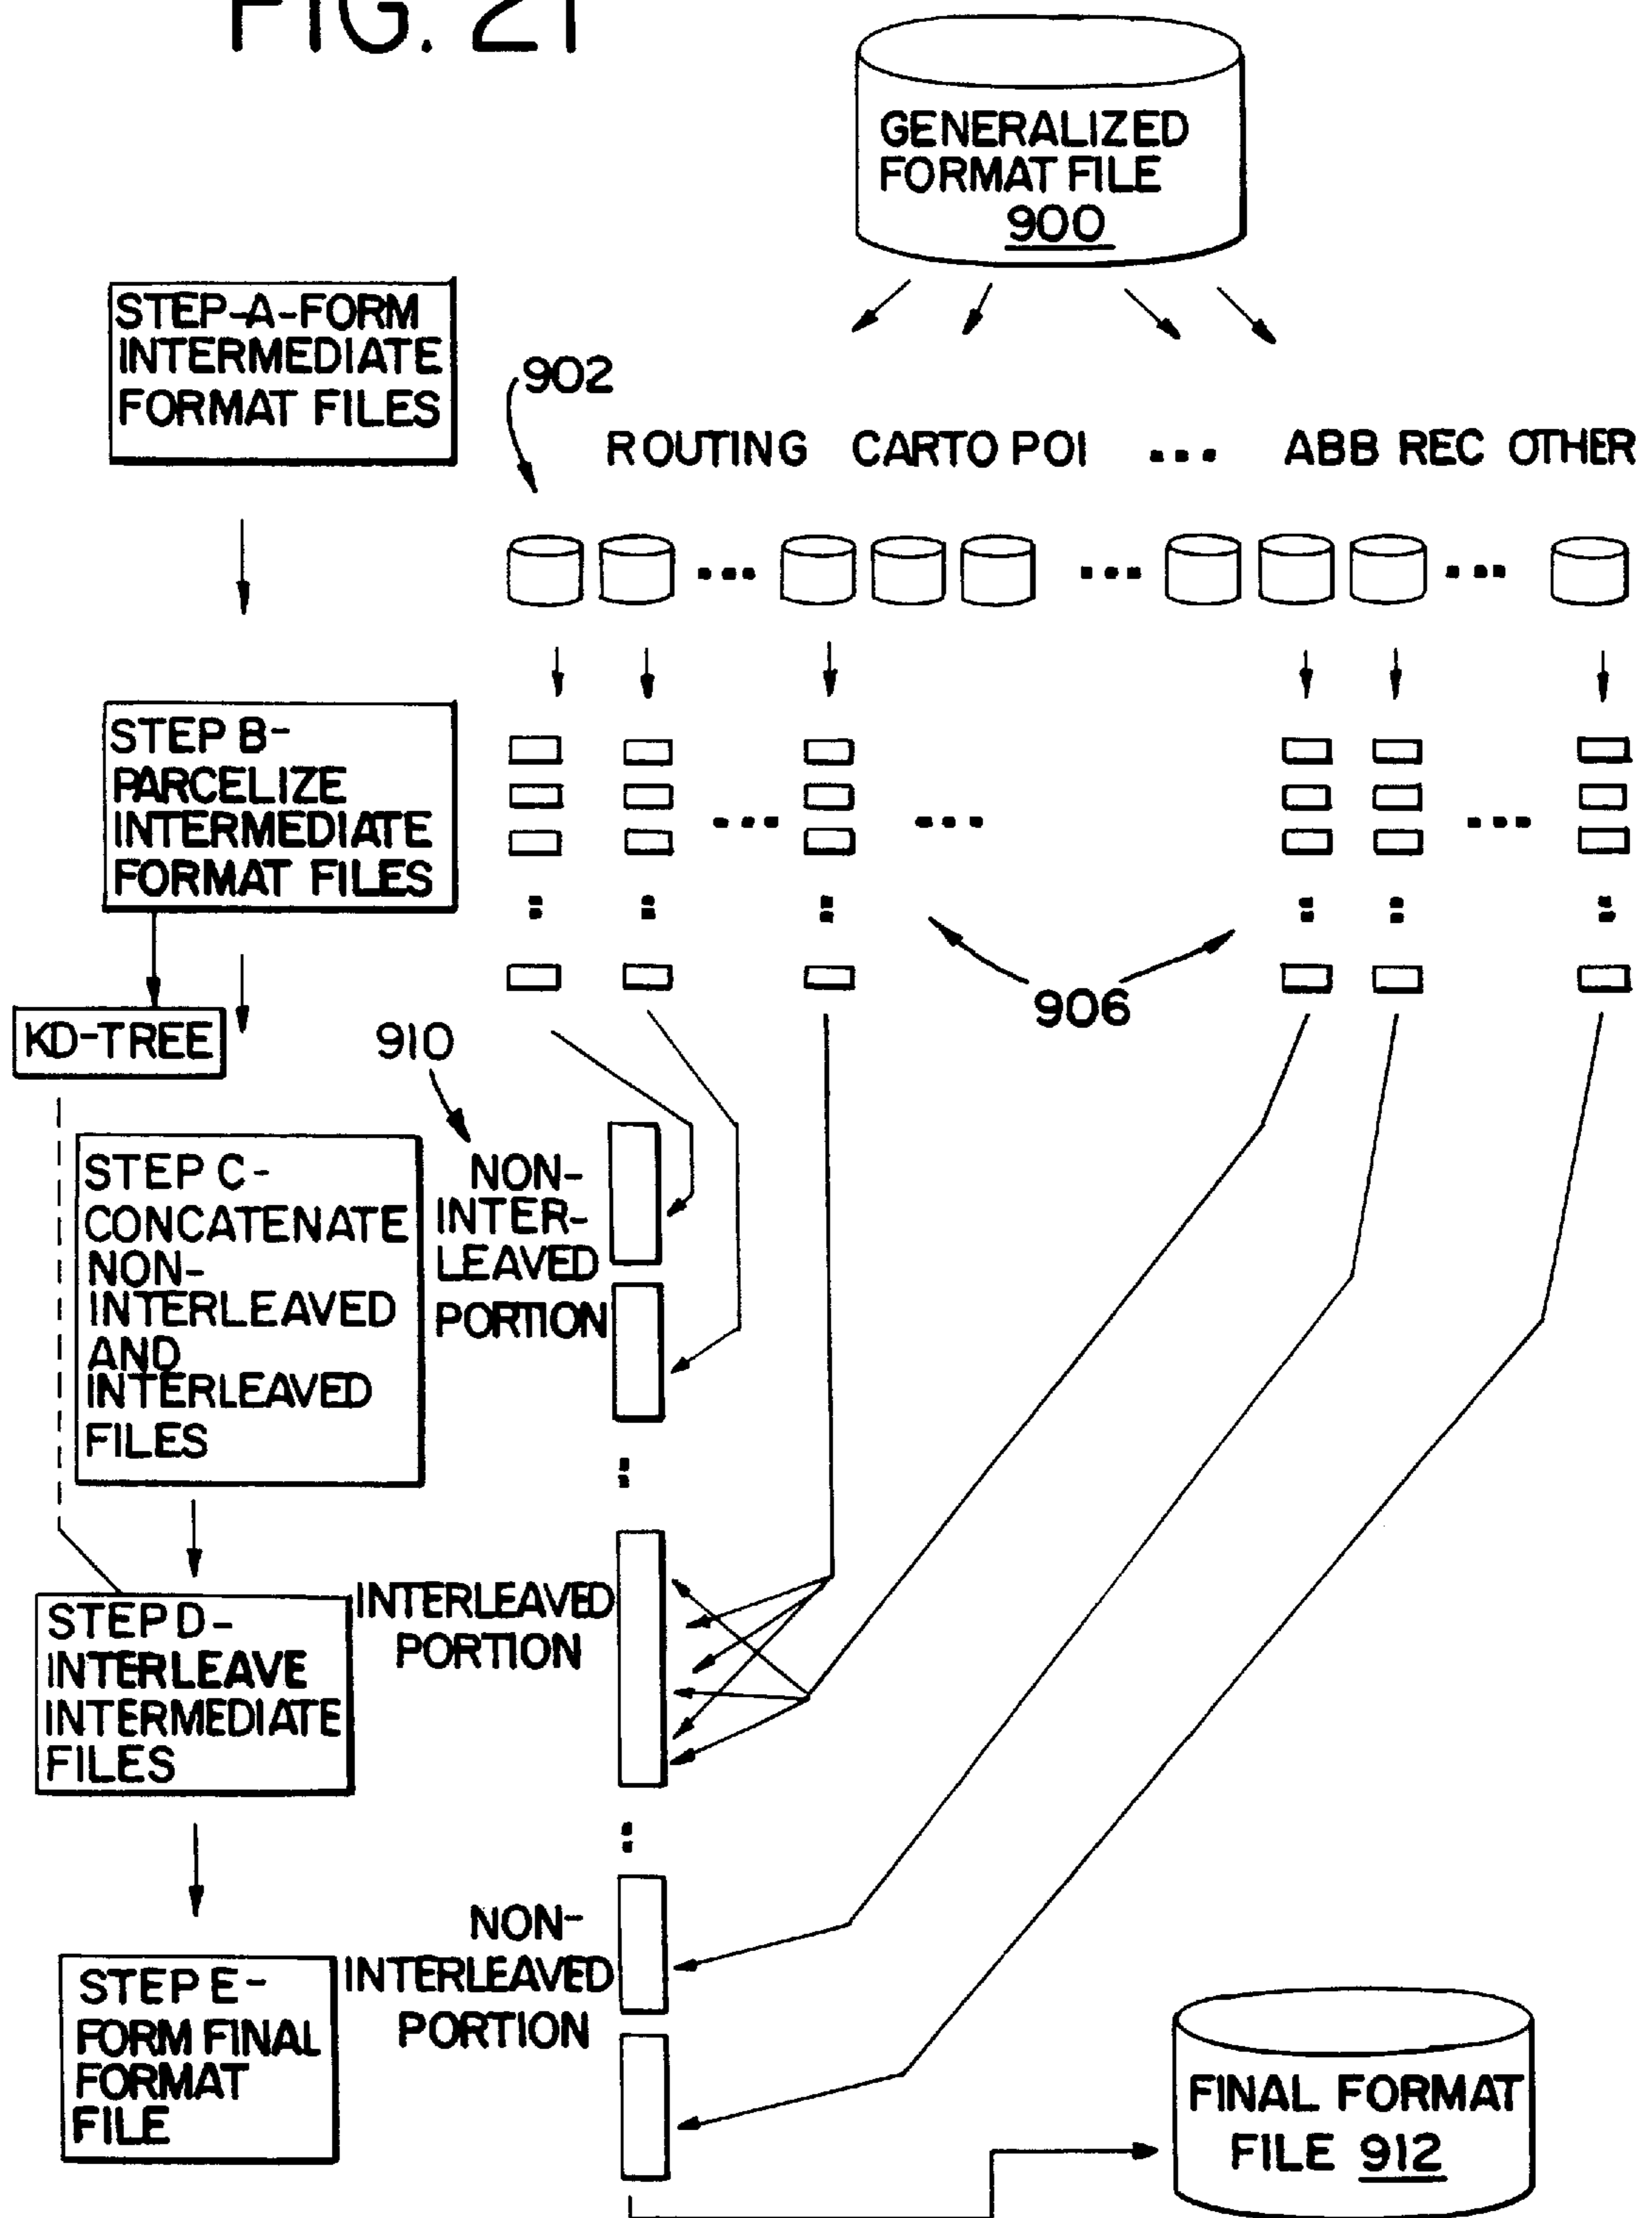 FIG. 21
GENERALIZED
FORMAT FILE
900
STEP-A-FORM
INTERMEDIATE
FORMAT FILES
902
ROUTING CARTO POI ... ABB REC OTHER
STEP B-
PARCELIZE
INTERMEDIATE
FORMAT FILES
906
KD-TREE
910
STEP C-
CONCATENATE
NON-
INTERLEAVED
AND
INTERLEAVED
FILES
NON-
INTER-
LEAVED
PORTION
STEP D-
INTERLEAVE
INTERMEDIATE
FILES
INTERLEAVED
PORTION
NON-
INTERLEAVED
PORTION
STEP E-
FORM FINAL
FORMAT
FILE
FINAL FORMAT
FILE 912